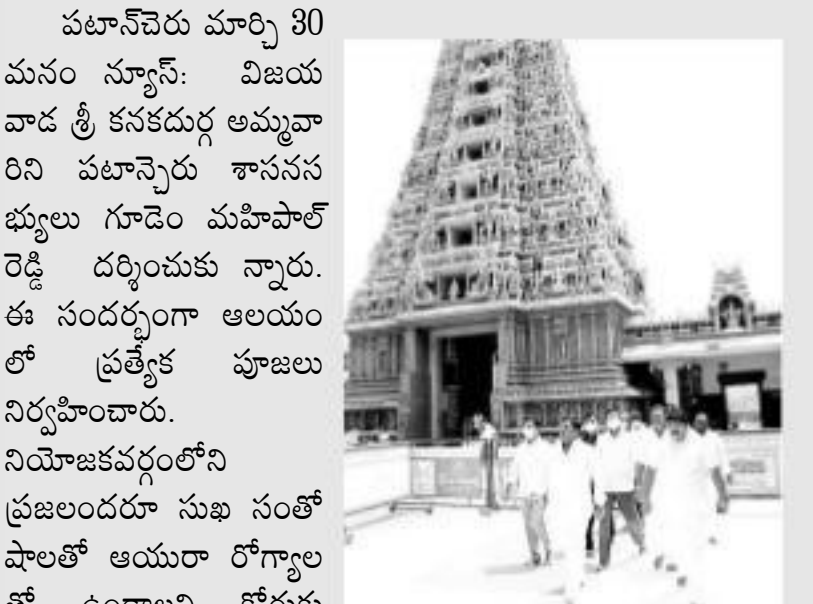 పటాన్‌చెరు మార్చి 30
మనం న్యూస్: విజయ
వాడ శ్రీ కనకదుర్గ అమ్మవా
రిని పటాన్చెరు శాసనస
భ్యులు గూడెం మహిపాల్
రెడ్డి దర్శించుకు న్నారు.
ఈ సందర్భంగా ఆలయం
లో ప్రత్యేక పూజలు
నిర్వహించారు.
నియోజకవర్గంలోని
ప్రజలందరూ సుఖ సంతో
షాలతో ఆయురా రోగ్యాల
తో ఉండాలని కోరుకు